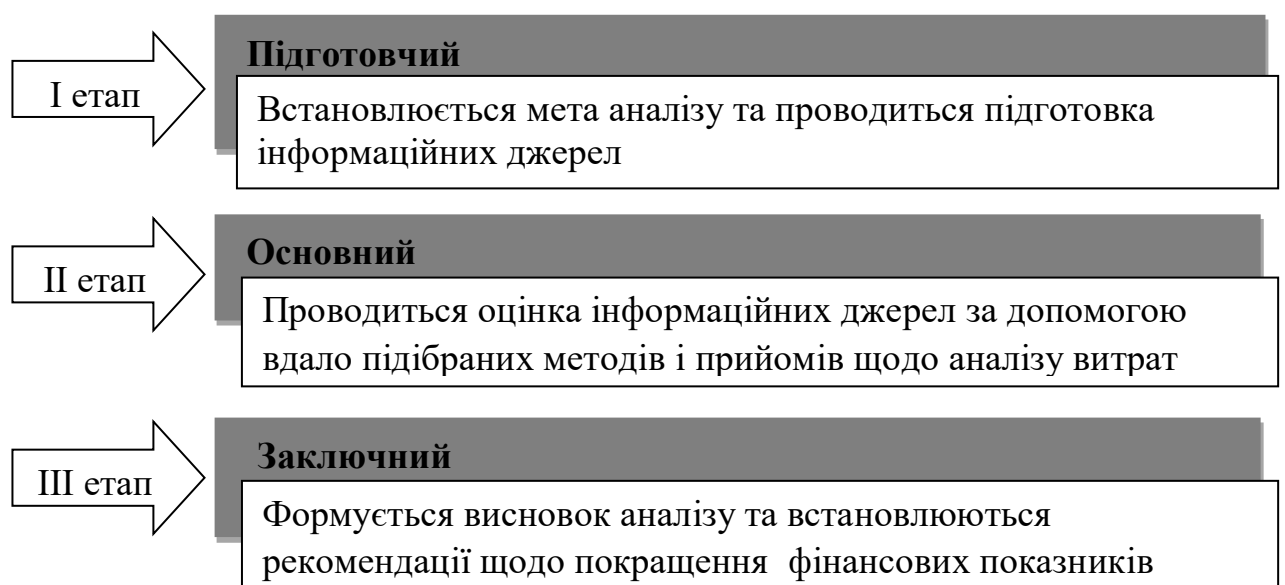 І етап
Підготовчий
Встановлюється мета аналізу та проводиться підготовка
інформаційних джерел
ІІ етап
Основний
Проводиться оцінка інформаційних джерел за допомогою
вдало підібраних методів і прийомів щодо аналізу витрат
ІІІ етап
Заключний
Формується висновок аналізу та встановлюються
рекомендації щодо покращення фінансових показників